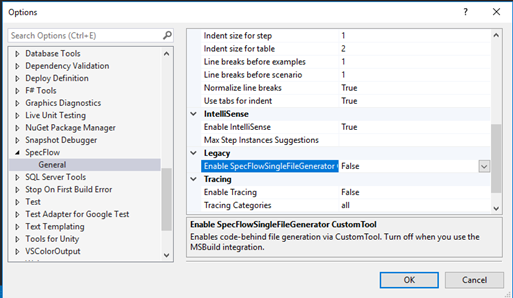 Options
Search Options (Ctrl+E)
Database Tools
Dependency Validation
Deploy Definition
F# Tools
Graphics Diagnostics
Live Unit Testing
NuGet Package Manager
Snapshot Debugger
SpecFlow
General
SQL Server Tools
Stop On First Build Error
Test
Test Adapter for Google Test
Text Templating
Tools for Unity
VSColorOutput
Indent size for step 1
Indent size for table 2
Line breaks before examples 1
Line breaks before scenario 1
Normalize line breaks True
Use tabs for indent True
IntelliSense
Enable IntelliSense True
Max Step Instances Suggestions
Legacy
Enable SpecFlowSingleFileGenerator False
Tracing
Enable Tracing False
Tracing Categories all
Enable SpecFlowSingleFileGenerator CustomTool
Enables code-behind file generation via CustomTool. Turn off when you use the
MSBuild integration.
OK Cancel